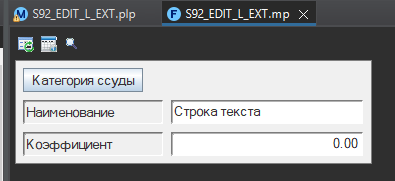 S92_EDIT_L_EXT.plp S92_EDIT_L_EXT.mp
Категория ссуды
Наименование Строка текста
Коэффициент 0.00